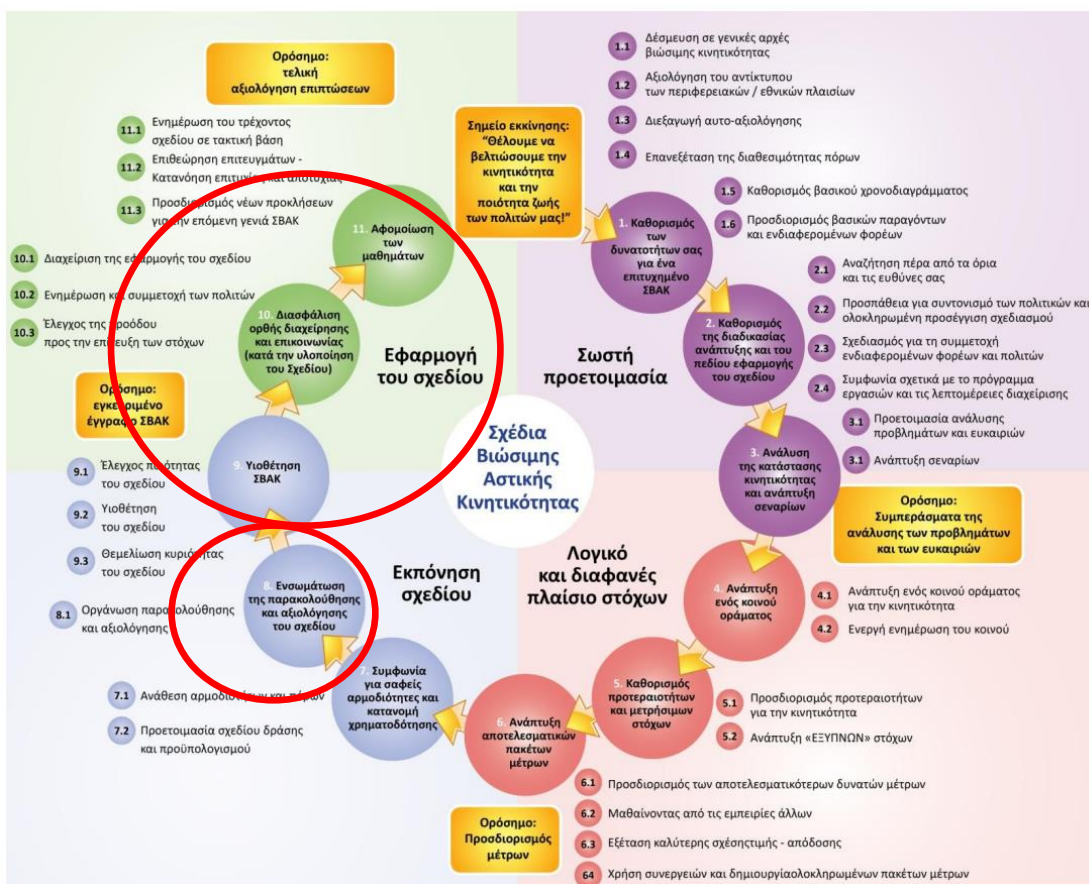 Ορόσημο:
τελική
αξιολόγηση επιπτώσεων
11.1 Ενημέρωση του τρέχοντος
σχεδίου σε τακτική βάση
11.2 Επιθεώρηση επιτευγμάτων -
Κατανόηση επιτυχίας και αποτυχίας
11.3 Προσδιορισμός νέων προκλήσεων
για την επόμενη γενιά ΣΒΑΚ
10.1 Διαχείριση της εφαρμογής του σχεδίου
10.2 Ενημέρωση και συμμετοχή των πολιτών
10.3 Έλεγχος της προόδου
προς την επίτευξη των στόχων
11. Αφομοίωση
των
μαθημάτων
10. Διασφάλιση
ορθής διαχείρισης
και επικοινωνίας
(κατά την υλοποίηση
του Σχεδίου)
Εφαρμογή
του σχεδίου
Ορόσημο:
εγκεκριμένο
έγγραφο ΣΒΑΚ
Σημείο εκκίνησης:
"Θέλουμε να
βελτιώσουμε την
κινητικότητα
και την
ποιότητα ζωής
των πολιτών μας!"
1.1 Δέσμευση σε γενικές αρχές
βιώσιμης κινητικότητας
1.2 Αξιολόγηση του αντίκτυπου
των περιφερειακών / εθνικών πλαισίων
1.3 Διεξαγωγή αυτο-αξιολόγησης
1.4 Επανεξέταση της διαθεσιμότητας πόρων
1.5 Καθορισμός βασικού χρονοδιαγράμματος
1.6 Προσδιορισμός βασικών παραγόντων
και ενδιαφερομένων φορέων
1. Καθορισμός
των
δυνατοτήτων σας
για ένα
επιτυχημένο
ΣΒΑΚ
2.1 Αναζήτηση πέρα από τα όρια
και τις ευθύνες σας
2.2 Προσπάθεια για συντονισμό των πολιτικών και
ολοκληρωμένη προσέγγιση σχεδιασμού
2.3 Σχεδιασμός για τη συμμετοχή
ενδιαφερομένων φορέων και πολιτών
2.4 Συμφωνία σχετικά με το πρόγραμμα
εργασιών και τις λεπτομέρειες διαχείρισης
2. Καθορισμός
της διαδικασίας
ανάπτυξης και του
πεδίου εφαρμογής
του σχεδίου
Σωστή
προετοιμασία
3.1 Προετοιμασία ανάλυσης
προβλημάτων και ευκαιριών
3.1 Ανάπτυξη σεναρίων
3. Ανάλυση
της κατάστασης
κινητικότητας
και ανάπτυξη
σεναρίων
Σχέδια
Βιώσιμης
Αστικής
Κινητικότητας
9. Υιοθέτηση
ΣΒΑΚ
9.1 Έλεγχος ποιότητας
του σχεδίου
9.2 Υιοθέτηση
του σχεδίου
9.3 Θεμελίωση κυριότητας
του σχεδίου
Ορόσημο:
Συμπεράσματα της
ανάλυσης των προβλημάτων
και των ευκαιριών
8. Ενσωμάτωση
της παρακολούθησης
και αξιολόγησης
του σχεδίου
8.1 Οργάνωση παρακολούθησης
και αξιολόγησης
Εκπόνηση
σχεδίου
Λογικό
και διαφανές
πλαίσιο στόχων
4. Ανάπτυξη
ενός κοινού
οράματος
4.1 Ανάπτυξη ενός κοινού οράματος
για την κινητικότητα
4.2 Ενεργή ενημέρωση του κοινού
7. Συμφωνία
για σαφείς
αρμοδιότητες και
κατανομή
χρηματοδότησης
7.1 Ανάθεση αρμοδιοτήτων και πόρων
7.2 Προετοιμασία σχεδίου δράσης
και προϋπολογισμού
5. Καθορισμός
προτεραιοτήτων
και μετρήσιμων
στόχων
5.1 Προσδιορισμός προτεραιοτήτων
για την κινητικότητα
5.2 Ανάπτυξη «ΕΞΥΠΝΩΝ» στόχων
6. Ανάπτυξη
αποτελεσματικών
πακέτων
μέτρων
6.1 Προσδιορισμός των αποτελεσματικότερων δυνατών μέτρων
6.2 Μαθαίνοντας από τις εμπειρίες άλλων
6.3 Εξέταση καλύτερης σχέσηςτιμής - απόδοσης
64 Χρήση συνεργειών και δημιουργίαολοκληρωμένων πακέτων μέτρων
Ορόσημο:
Προσδιορισμός
μέτρων